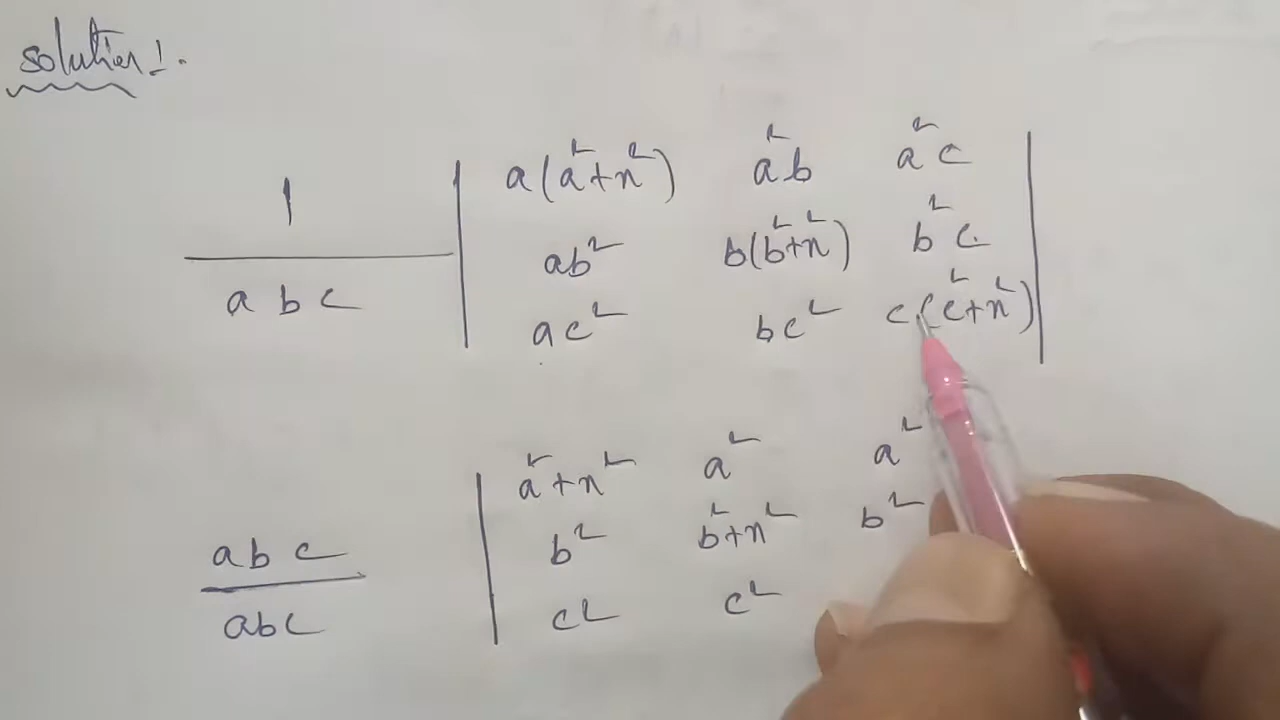 solution:-
1/abc | a(a²+x²) a²b a²c |
| ab² b(b²+x²) b²c |
| ac² bc² c(c²+x²) |
abc/abc | a²+x² a² a²
| b² b²+x² b²
| c² c²